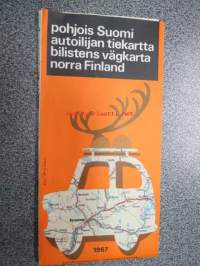 pohjois Suomi
autoilijan tiekartta
bilistens vägkarta
norra Finland
1967